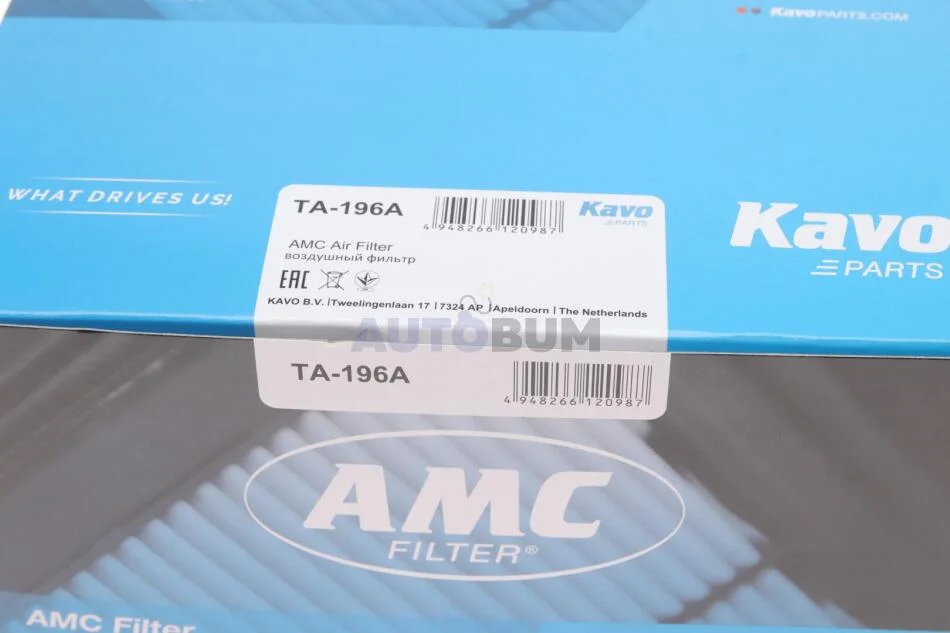 KavoPARTS.COM
WHAT DRIVES US!
TA-196A
4 948266 120987
Kavo
PARTS
AMC Air Filter
воздушный фильтр
EAC
KAVO B.V. |Tweelingenlaan 17 |7324 AP |Apeldoorn |The Netherlands
Kavo
PARTS
AUTOBUM
TA-196A
4 948266 120987
AMC
FILTER®
AMC Filter